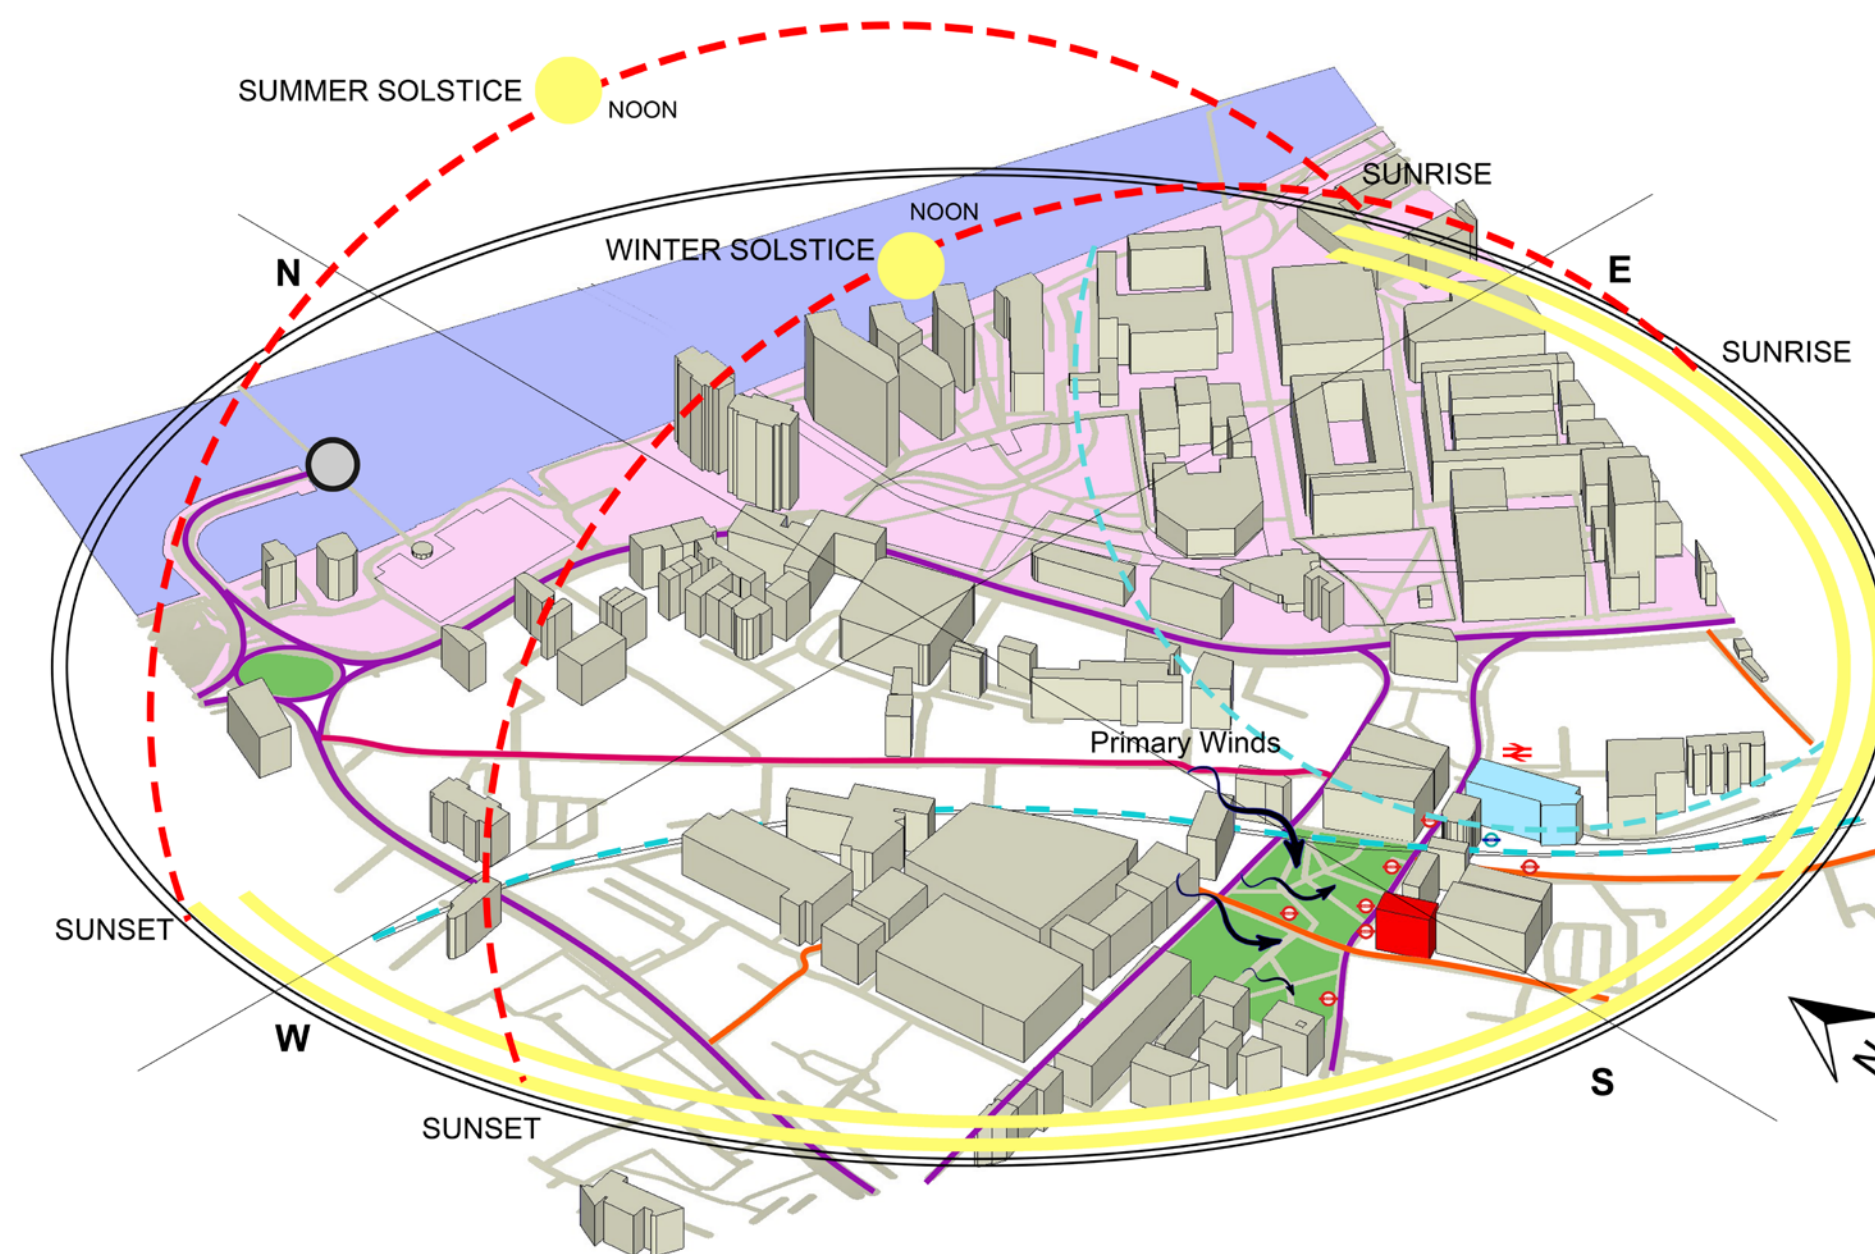 SUMMER SOLSTICE
NOON
SUNRISE
NOON
WINTER SOLSTICE
N
E
SUNRISE
Primary Winds
SUNSET
W
SUNSET
S
N